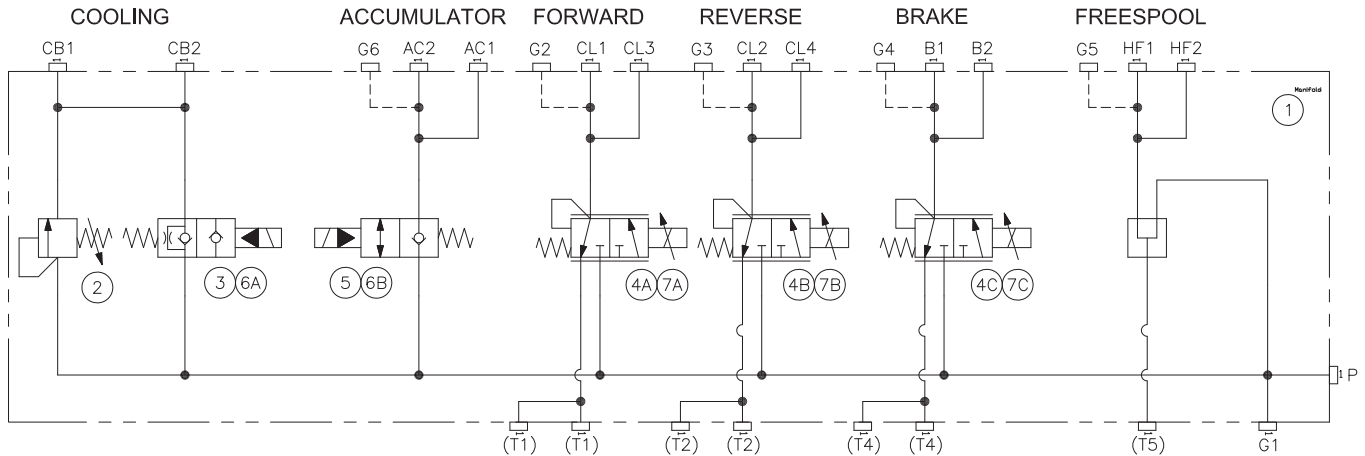 COOLING ACCUMULATOR FORWARD REVERSE BRAKE FREESPOOL
CB1 CB2 G6 AC2 AC1 G2 CL1 CL3 G3 CL2 CL4 G4 B1 B2 G5 HF1 HF2
Manifold
1
2 3 6A 5 6B 4A 7A 4B 7B 4C 7C
1 P
(T1) (T1) (T2) (T2) (T4) (T4) (T5) G1